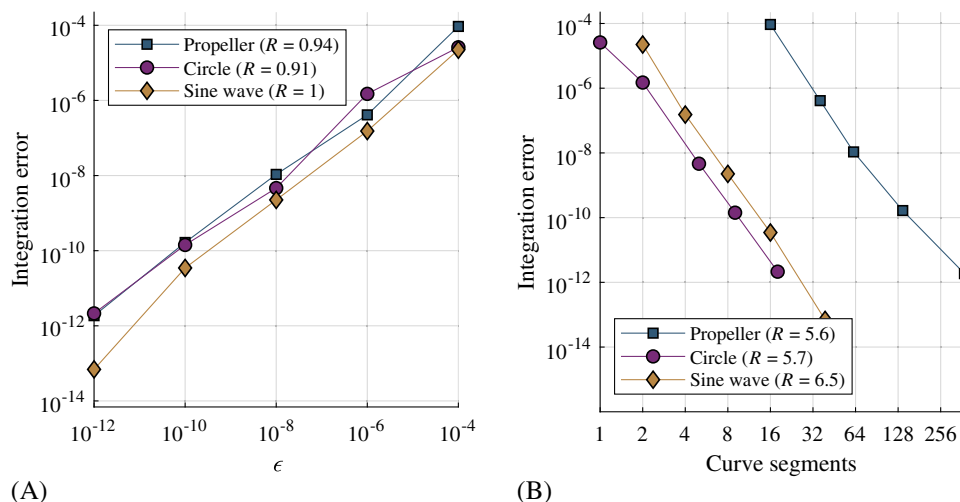 10^-4
10^-6
10^-8
10^-10
10^-12
10^-14
Integration error
Propeller (R = 0.94)
Circle (R = 0.91)
Sine wave (R = 1)
10^-12 10^-10 10^-8 10^-6 10^-4
ϵ
(A)
10^-4
10^-6
10^-8
10^-10
10^-12
10^-14
Integration error
Propeller (R = 5.6)
Circle (R = 5.7)
Sine wave (R = 6.5)
1 2 4 8 16 32 64 128 256
Curve segments
(B)